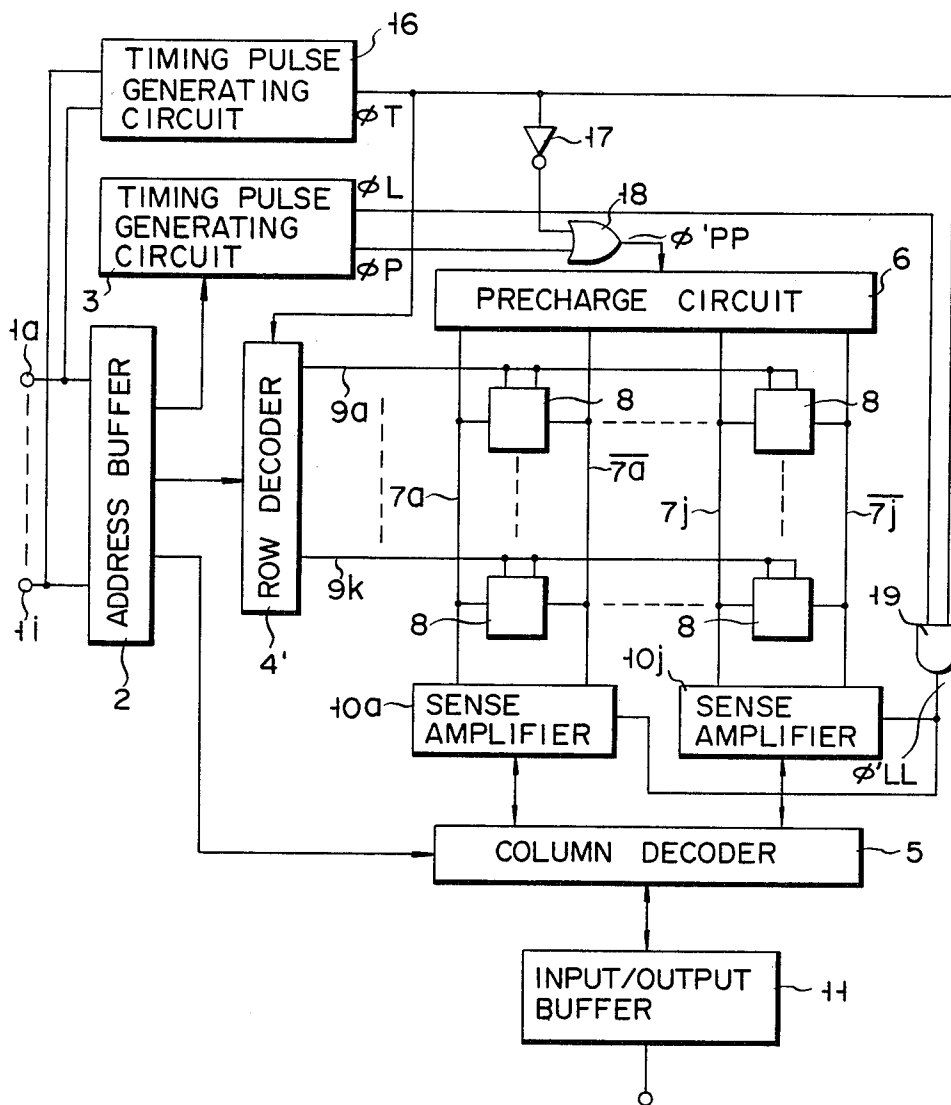 16
TIMING PULSE
GENERATING
CIRCUIT
φT
17
φL
TIMING PULSE
GENERATING
CIRCUIT
φP
18
φ'PP
3
6
PRECHARGE CIRCUIT
1a
ADDRESS BUFFER
ROW DECODER
9a
8
8
7a
7a̅
7j
7j̅
9k
1i
8
8
19
2
4'
10a
SENSE
AMPLIFIER
10j
SENSE
AMPLIFIER
φ'LL
COLUMN DECODER
5
INPUT/OUTPUT
BUFFER
11